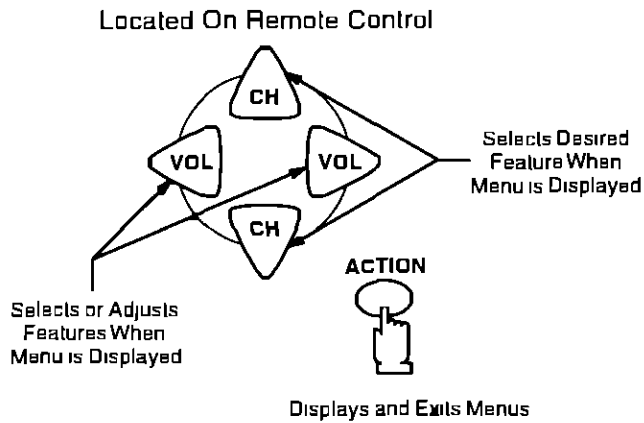 Located On Remote Control
CH
VOL
VOL
CH
Selects Desired
Feature When
Menu is Displayed
ACTION
Selects or Adjusts
Features When
Menu is Displayed
Displays and Exits Menus